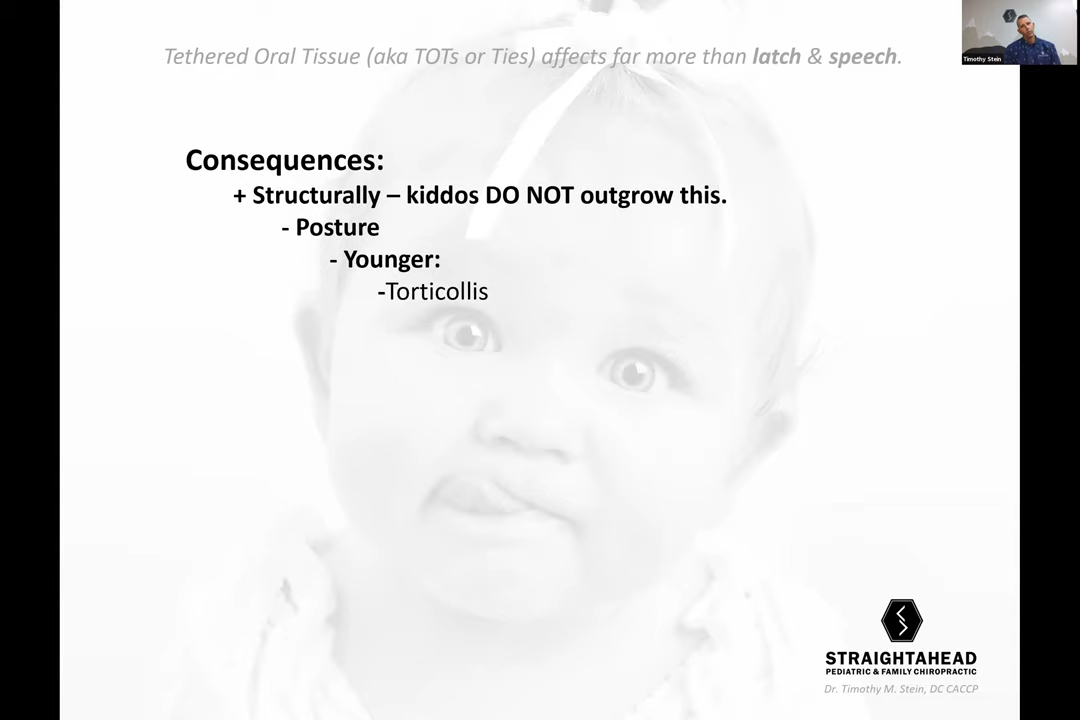 Tethered Oral Tissue (aka TOTs or Ties) affects far more than latch & speech.
Timothy Stein
Consequences:
+ Structurally – kiddos DO NOT outgrow this.
- Posture
- Younger:
-Torticollis
STRAIGHTAHEAD
PEDIATRIC & FAMILY CHIROPRACTIC
Dr. Timothy M. Stein, DC CACCP